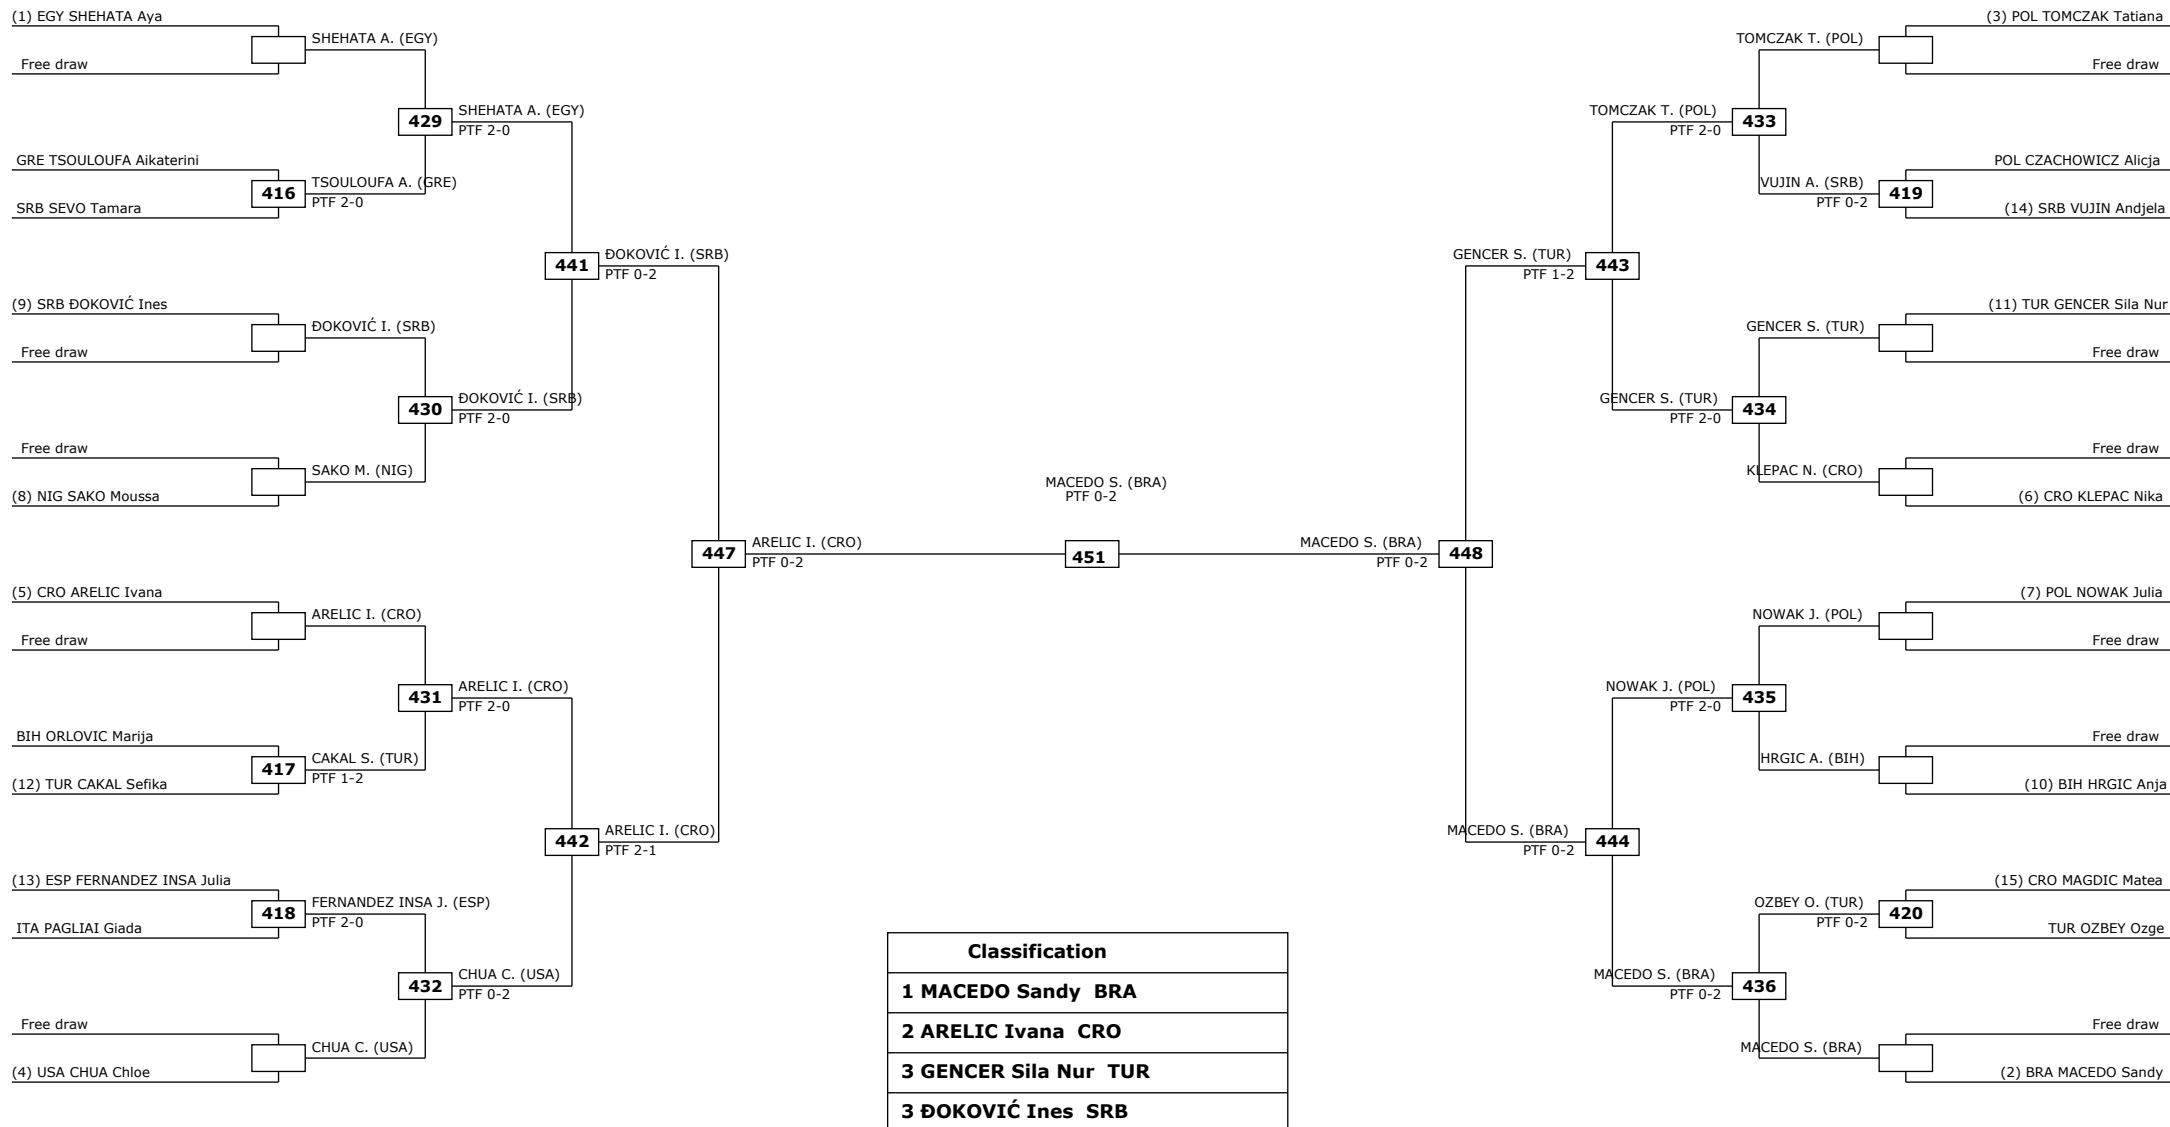 (1) EGY SHEHATA Aya
SHEHATA A. (EGY)
Free draw
429
SHEHATA A. (EGY)
PTF 2-0
GRE TSOULOUFA Aikaterini
416
TSOULOUFA A. (GRE)
PTF 2-0
SRB SEVO Tamara
441
ĐOKOVIĆ I. (SRB)
PTF 0-2
(9) SRB ĐOKOVIĆ Ines
ĐOKOVIĆ I. (SRB)
Free draw
430
ĐOKOVIĆ I. (SRB)
PTF 2-0
Free draw
SAKO M. (NIG)
(8) NIG SAKO Moussa
447
ARELIC I. (CRO)
PTF 0-2
(5) CRO ARELIC Ivana
ARELIC I. (CRO)
Free draw
431
ARELIC I. (CRO)
PTF 2-0
BIH ORLOVIC Marija
417
CAKAL S. (TUR)
PTF 1-2
(12) TUR CAKAL Sefika
442
ARELIC I. (CRO)
PTF 2-1
(13) ESP FERNANDEZ INSA Julia
418
FERNANDEZ INSA J. (ESP)
PTF 2-0
ITA PAGLIAI Giada
432
CHUA C. (USA)
PTF 0-2
Free draw
CHUA C. (USA)
(4) USA CHUA Chloe
MACEDO S. (BRA)
PTF 0-2
451
(3) POL TOMCZAK Tatiana
TOMCZAK T. (POL)
Free draw
TOMCZAK T. (POL)
PTF 2-0
433
POL CZACHOWICZ Alicja
VUJIN A. (SRB)
PTF 0-2
419
(14) SRB VUJIN Andjela
GENCER S. (TUR)
PTF 1-2
443
(11) TUR GENCER Sila Nur
GENCER S. (TUR)
Free draw
GENCER S. (TUR)
PTF 2-0
434
Free draw
KLEPAC N. (CRO)
(6) CRO KLEPAC Nika
MACEDO S. (BRA)
PTF 0-2
448
(7) POL NOWAK Julia
NOWAK J. (POL)
Free draw
NOWAK J. (POL)
PTF 2-0
435
Free draw
HRGIC A. (BIH)
(10) BIH HRGIC Anja
MACEDO S. (BRA)
PTF 0-2
444
(15) CRO MAGDIC Matea
OZBEY O. (TUR)
PTF 0-2
420
TUR OZBEY Ozge
MACEDO S. (BRA)
PTF 0-2
436
Free draw
MACEDO S. (BRA)
(2) BRA MACEDO Sandy
Classification
1 MACEDO Sandy BRA
2 ARELIC Ivana CRO
3 GENCER Sila Nur TUR
3 ĐOKOVIĆ Ines SRB